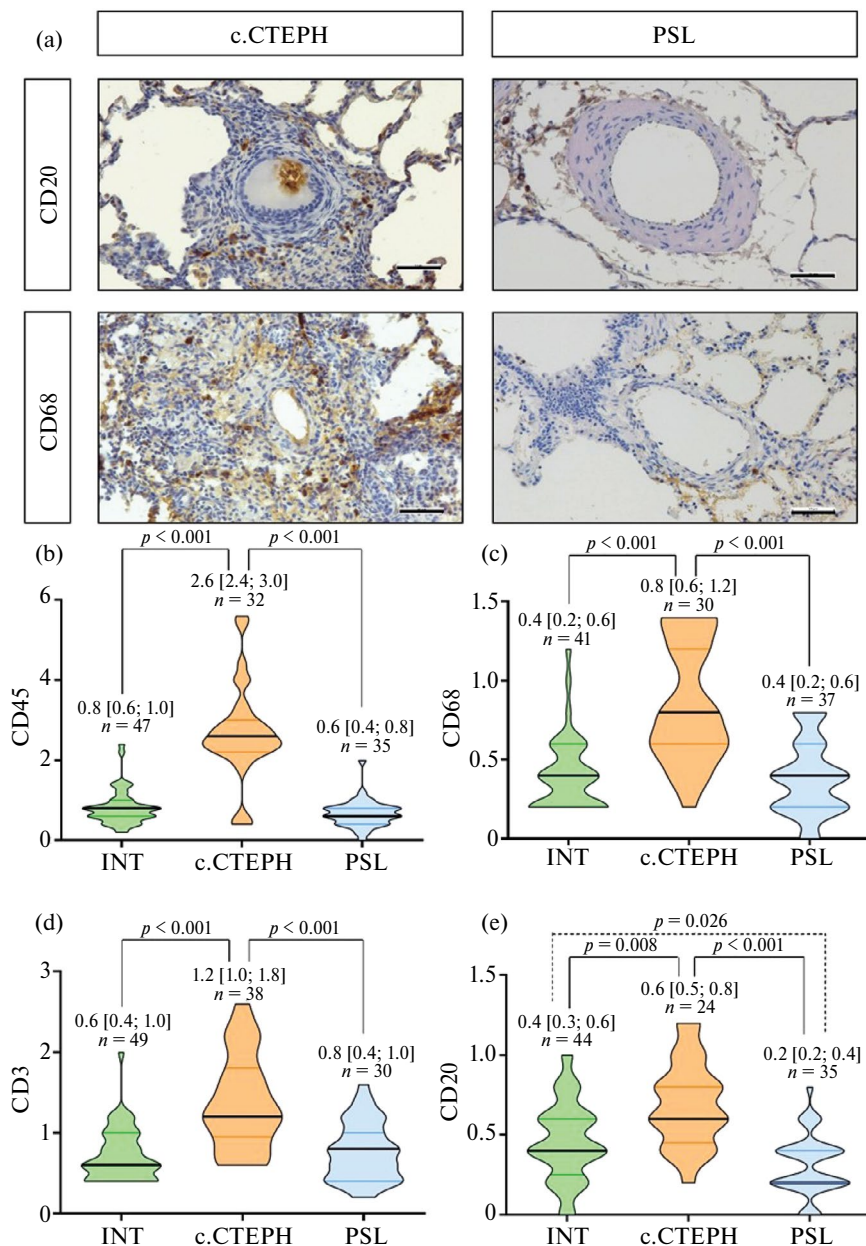 (a)
c.CTEPH
PSL
CD20
CD68
(b)
p < 0.001
p < 0.001
2.6 [2.4; 3.0]
n = 32
0.8 [0.6; 1.0]
n = 47
0.6 [0.4; 0.8]
n = 35
CD45
6
4
2
0
INT
c.CTEPH
PSL
(c)
p < 0.001
p < 0.001
0.8 [0.6; 1.2]
n = 30
0.4 [0.2; 0.6]
n = 41
0.4 [0.2; 0.6]
n = 37
CD68
1.5
1.0
0.5
0
INT
c.CTEPH
PSL
(d)
p < 0.001
p < 0.001
1.2 [1.0; 1.8]
n = 38
0.6 [0.4; 1.0]
n = 49
0.8 [0.4; 1.0]
n = 30
CD3
3
2
1
0
INT
c.CTEPH
PSL
(e)
p = 0.026
p = 0.008
p < 0.001
0.6 [0.5; 0.8]
n = 24
0.4 [0.3; 0.6]
n = 44
0.2 [0.2; 0.4]
n = 35
CD20
1.5
1.0
0.5
0
INT
c.CTEPH
PSL